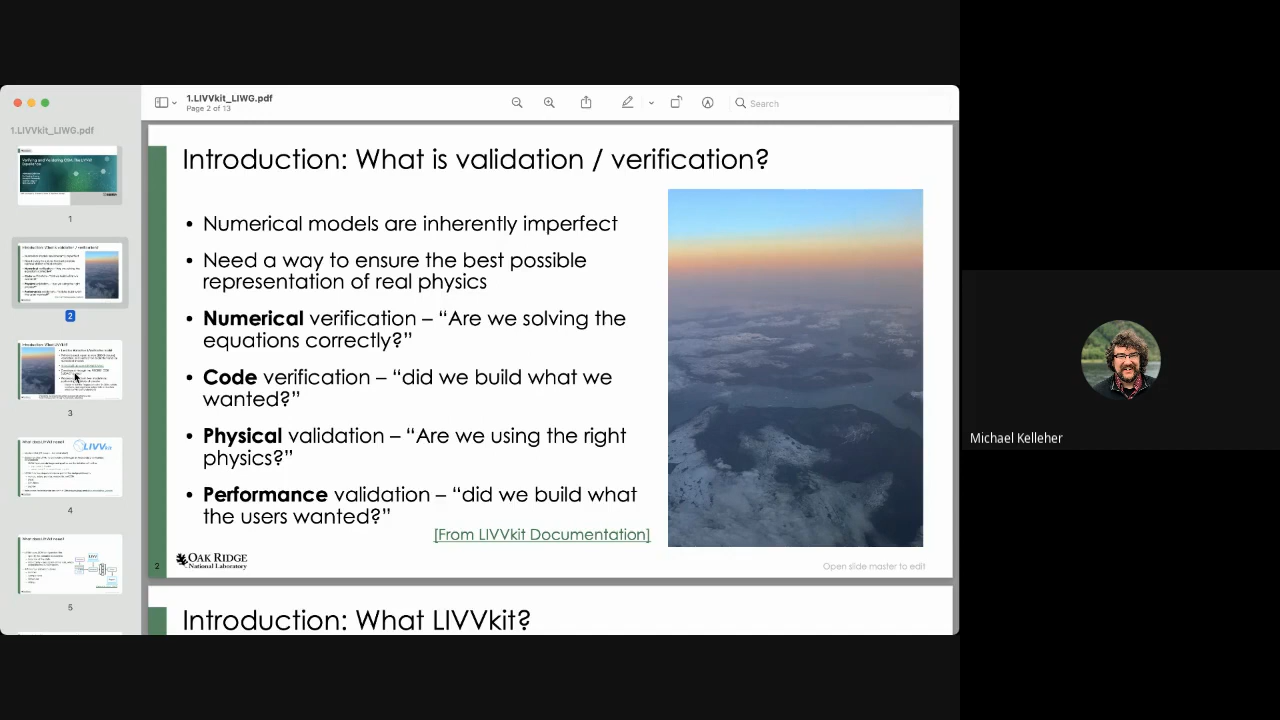 1.LIVVkit_LIWG.pdf
Page 2 of 13
Search
1.LIVVkit_LIWG.pdf
1
2
3
4
5
Introduction: What is validation / verification?
• Numerical models are inherently imperfect
• Need a way to ensure the best possible
representation of real physics
• Numerical verification – “Are we solving the
equations correctly?”
• Code verification – “did we build what we
wanted?”
• Physical validation – “Are we using the right
physics?”
• Performance validation – “did we build what
the users wanted?”
[From LIVVkit Documentation]
2
OAK RIDGE
National Laboratory
Open slide master to edit
Introduction: What LIVVkit?
Michael Kelleher